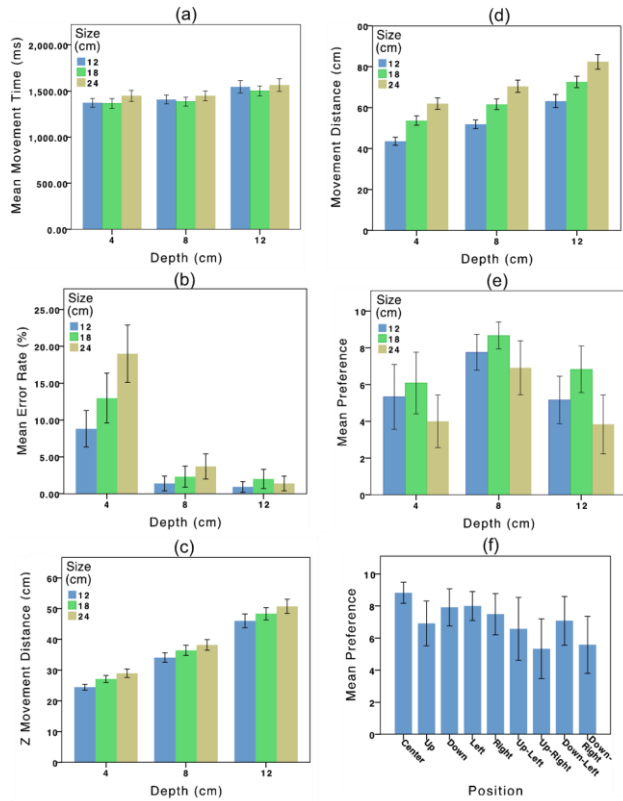 (a)
Size
(cm)
12
18
24
Mean Movement Time (ms)
2,000.00
1,500.00
1,000.00
500.00
0.00
4
8
12
Depth (cm)
(d)
Size
(cm)
12
18
24
Movement Distance (cm)
00
80
60
40
20
0
4
8
12
Depth (cm)
(b)
Size
(cm)
12
18
24
Mean Error Rate (%)
25.00
20.00
15.00
10.00
5.00
0.00
4
8
12
Depth (cm)
(e)
Size
(cm)
12
18
24
Mean Preference
8
6
4
2
0
4
8
12
Depth (cm)
(c)
Size
(cm)
12
18
24
Z Movement Distance (cm)
60
50
40
30
20
10
0
4
8
12
Depth (cm)
(f)
Mean Preference
10
8
6
4
2
0
Center
Up
Down
Left
Right
Up-Left
Up-Right
Down-Left
Down-
Right
Position